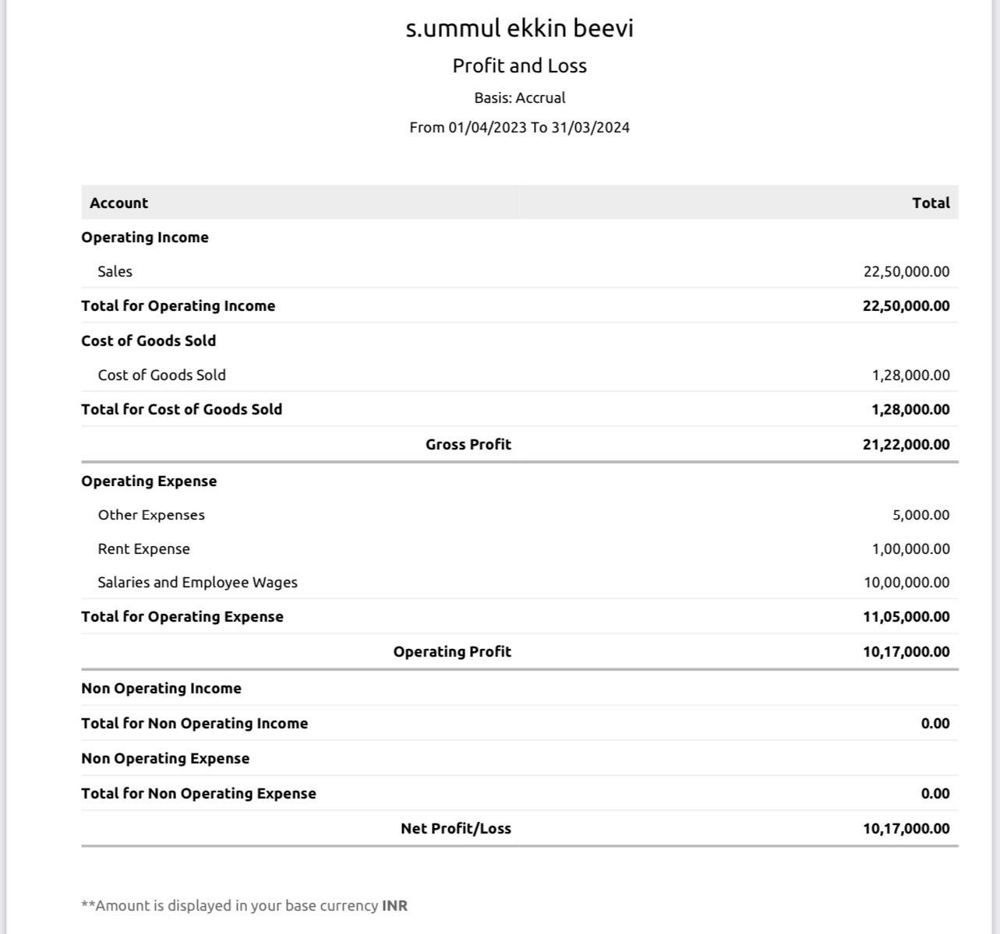 s.ummul ekkin beevi
Profit and Loss
Basis: Accrual
From 01/04/2023 To 31/03/2024
Account Total
Operating Income
Sales 22,50,000.00
Total for Operating Income 22,50,000.00
Cost of Goods Sold
Cost of Goods Sold 1,28,000.00
Total for Cost of Goods Sold 1,28,000.00
Gross Profit 21,22,000.00
Operating Expense
Other Expenses 5,000.00
Rent Expense 1,00,000.00
Salaries and Employee Wages 10,00,000.00
Total for Operating Expense 11,05,000.00
Operating Profit 10,17,000.00
Non Operating Income
Total for Non Operating Income 0.00
Non Operating Expense
Total for Non Operating Expense 0.00
Net Profit/Loss 10,17,000.00
**Amount is displayed in your base currency INR